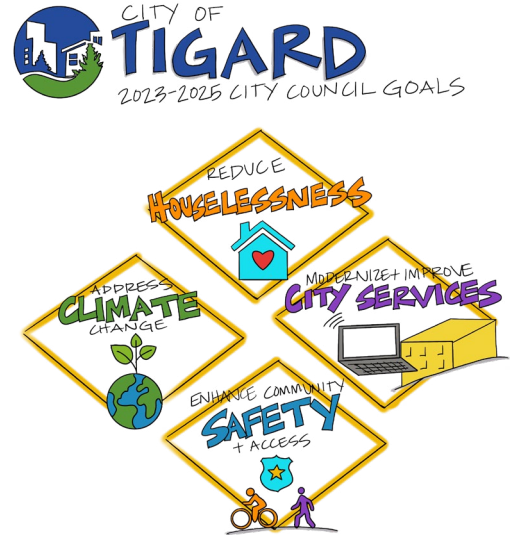 CITY OF
TIGARD
2023-2025 CITY COUNCIL GOALS
REDUCE
HOUSELESSNESS
ADDRESS
CLIMATE
CHANGE
MODERNIZE + IMPROVE
CITY SERVICES
ENHANCE COMMUNITY
SAFETY
+ ACCESS